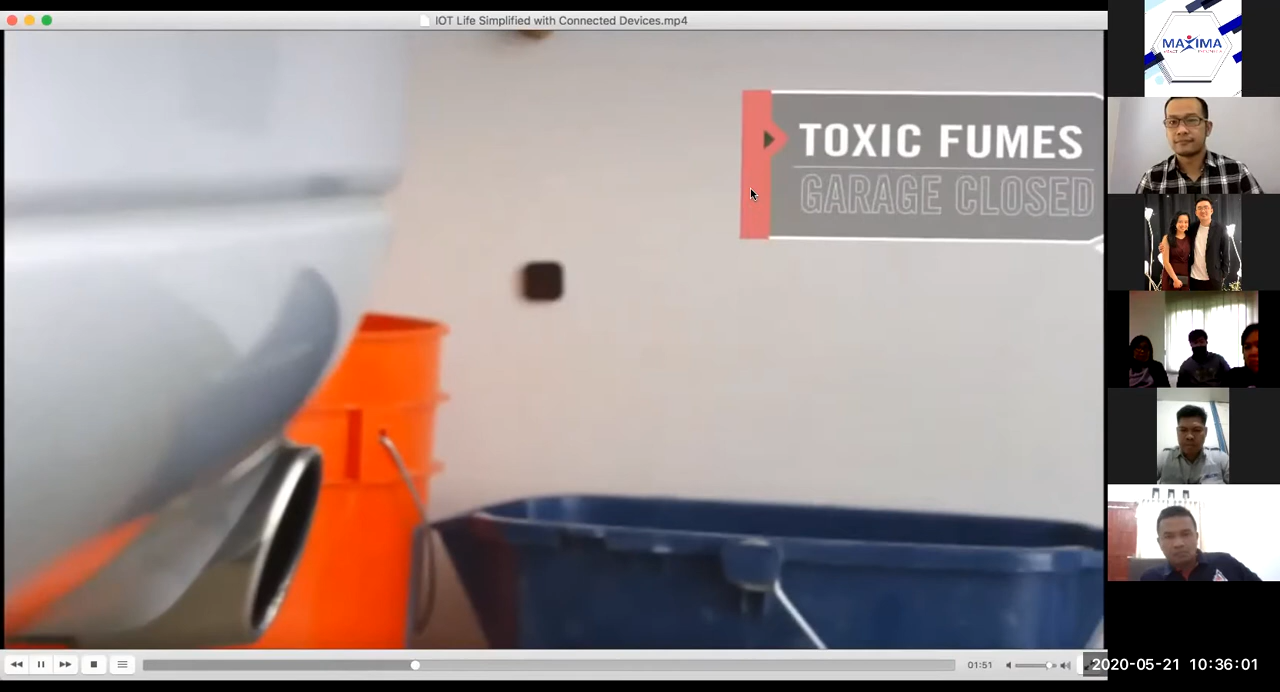 IOT Life Simplified with Connected Devices.mp4
MAXIMA
TOXIC FUMES
GARAGE CLOSED
01:51
2020-05-21 10:36:01